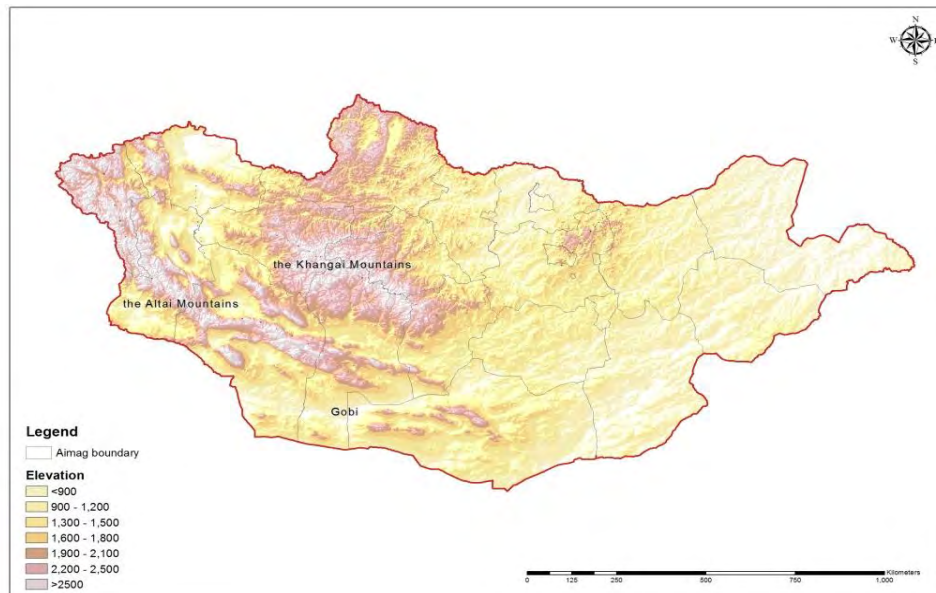 N
W E
S
the Khangai Mountains
the Altai Mountains
Gobi
Legend
Aimag boundary
Elevation
<900
900 - 1,200
1,300 - 1,500
1,600 - 1,800
1,900 - 2,100
2,200 - 2,500
>2500
Kilometers
0 125 250 500 750 1,000